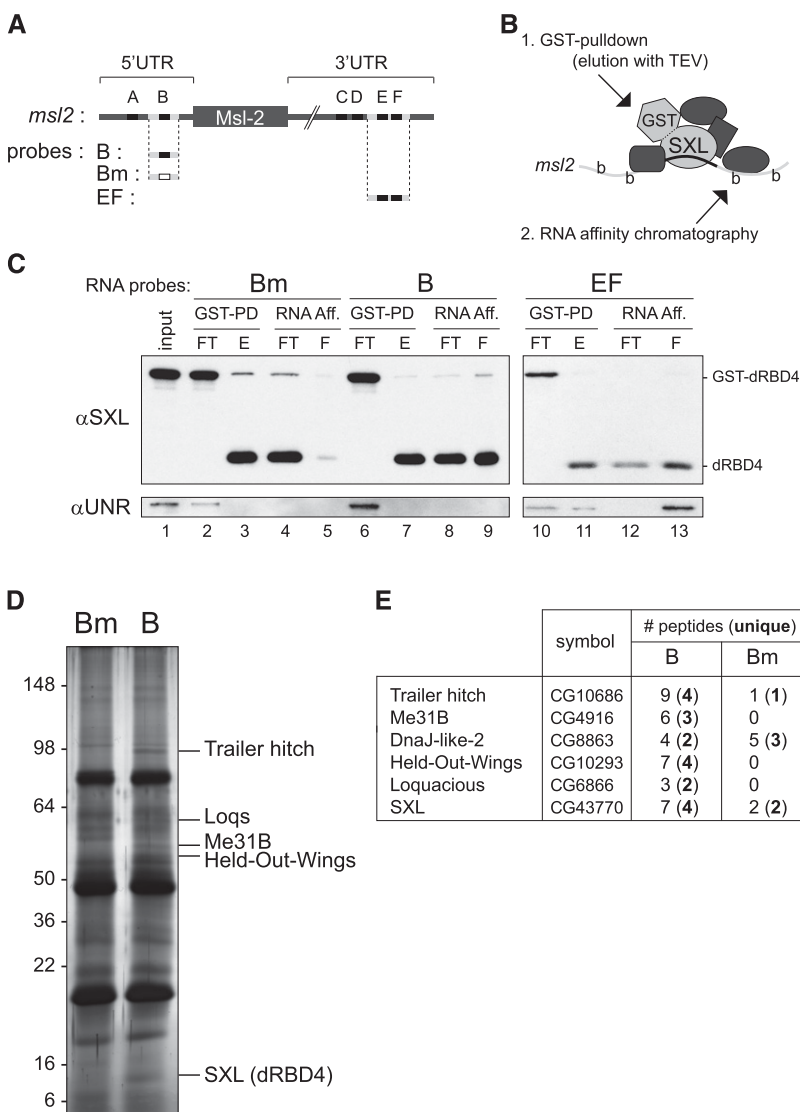 A
5'UTR 3'UTR
A B C D E F
msl2 : Msl-2
probes : B :
Bm :
EF :
B
1. GST-pulldown
(elution with TEV)
GST
SXL
msl2 b b b b
2. RNA affinity chromatography
C
RNA probes: Bm B EF
input GST-PD RNA Aff. GST-PD RNA Aff. GST-PD RNA Aff.
FT E FT F FT E FT F FT E FT F
αSXL
GST-dRBD4
dRBD4
αUNR
1 2 3 4 5 6 7 8 9 10 11 12 13
D
Bm B
148
98
64
50
36
22
16
6
Trailer hitch
Loqs
Me31B
Held-Out-Wings
SXL (dRBD4)
E
symbol # peptides (unique)
B Bm
Trailer hitch CG10686 9 (4) 1 (1)
Me31B CG4916 6 (3) 0
DnaJ-like-2 CG8863 4 (2) 5 (3)
Held-Out-Wings CG10293 7 (4) 0
Loquacious CG6866 3 (2) 0
SXL CG43770 7 (4) 2 (2)